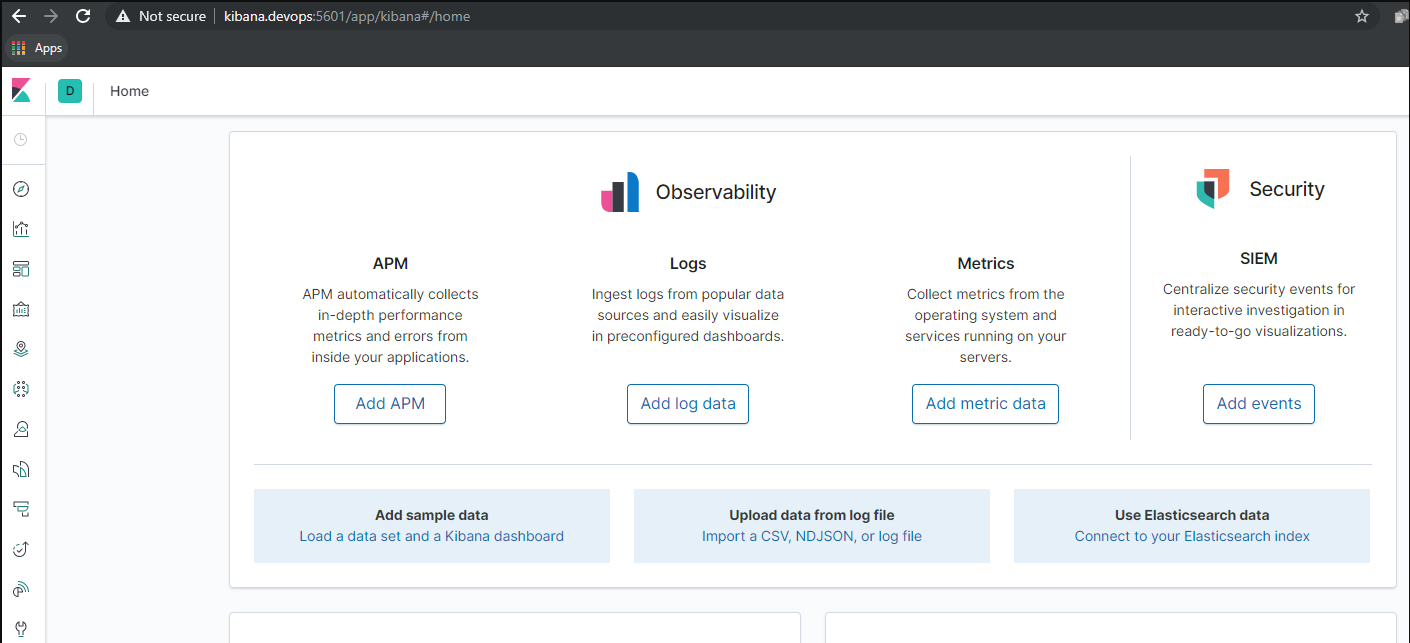 Not secure
kibana.devops:5601/app/kibana#/home
Apps
D
Home
Observability
APM
APM automatically collects
in-depth performance
metrics and errors from
inside your applications.
Add APM
Logs
Ingest logs from popular data
sources and easily visualize
in preconfigured dashboards.
Add log data
Metrics
Collect metrics from the
operating system and
services running on your
servers.
Add metric data
Security
SIEM
Centralize security events for
interactive investigation in
ready-to-go visualizations.
Add events
Add sample data
Load a data set and a Kibana dashboard
Upload data from log file
Import a CSV, NDJSON, or log file
Use Elasticsearch data
Connect to your Elasticsearch index